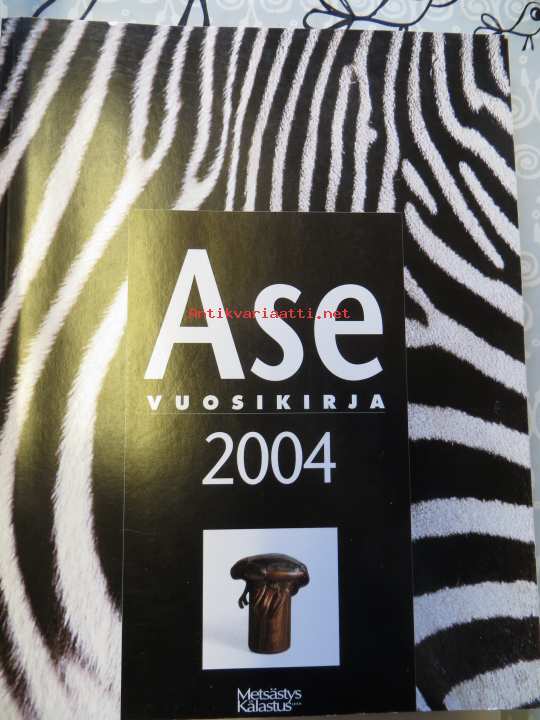 Ase
Antikvariaatti.net
VUOSIKIRJA
2004
Metsästys
Kalastus